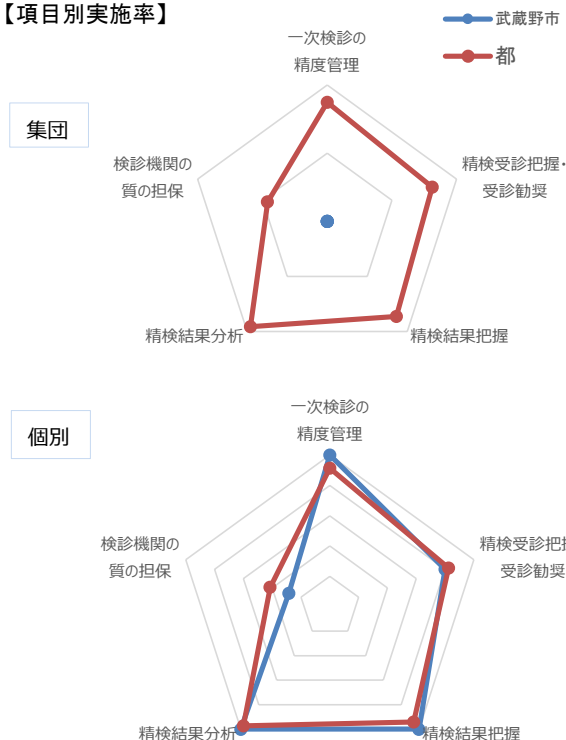 【項目別実施率】
武蔵野市
都
集団
一次検診の
精度管理
精検受診把握・
受診勧奨
精検結果把握
精検結果分析
検診機関の
質の担保
個別
一次検診の
精度管理
精検受診把
受診勧奨
精検結果把握
精検結果分析
検診機関の
質の担保